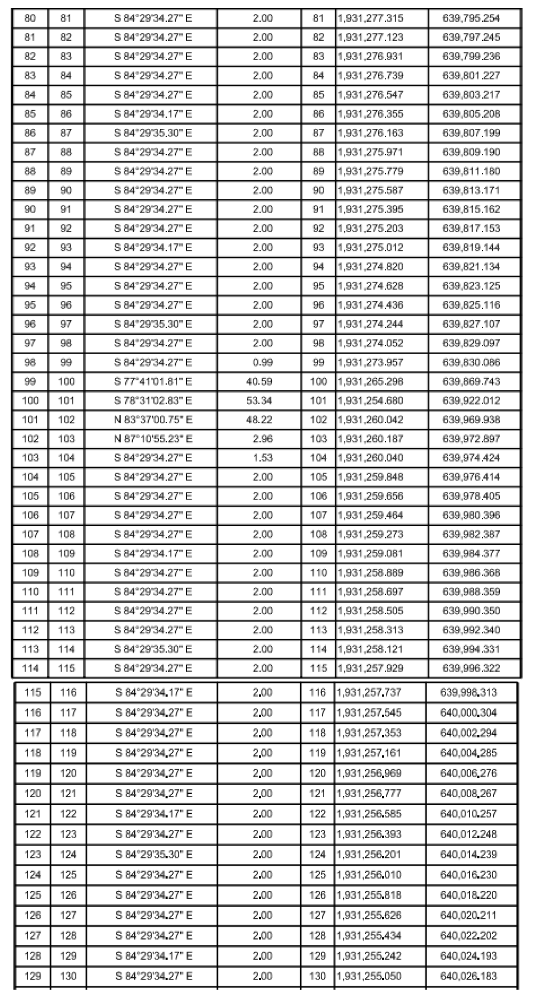 80 81 S 84°29'34.27" E 2.00 81 1,931,277.315 639,795.254
81 82 S 84°29'34.27" E 2.00 82 1,931,277.123 639,797.245
82 83 S 84°29'34.27" E 2.00 83 1,931,276.931 639,799.236
83 84 S 84°29'34.27" E 2.00 84 1,931,276.739 639,801.227
84 85 S 84°29'34.27" E 2.00 85 1,931,276.547 639,803.217
85 86 S 84°29'34.17" E 2.00 86 1,931,276.355 639,805.208
86 87 S 84°29'35.30" E 2.00 87 1,931,276.163 639,807.199
87 88 S 84°29'34.27" E 2.00 88 1,931,275.971 639,809.190
88 89 S 84°29'34.27" E 2.00 89 1,931,275.779 639,811.180
89 90 S 84°29'34.27" E 2.00 90 1,931,275.587 639,813.171
90 91 S 84°29'34.27" E 2.00 91 1,931,275.395 639,815.162
91 92 S 84°29'34.27" E 2.00 92 1,931,275.203 639,817.153
92 93 S 84°29'34.17" E 2.00 93 1,931,275.012 639,819.144
93 94 S 84°29'34.27" E 2.00 94 1,931,274.820 639,821.134
94 95 S 84°29'34.27" E 2.00 95 1,931,274.628 639,823.125
95 96 S 84°29'34.27" E 2.00 96 1,931,274.436 639,825.116
96 97 S 84°29'35.30" E 2.00 97 1,931,274.244 639,827.107
97 98 S 84°29'34.27" E 2.00 98 1,931,274.052 639,829.097
98 99 S 84°29'34.27" E 0.99 99 1,931,273.957 639,830.086
99 100 S 77°41'01.81" E 40.59 100 1,931,265.298 639,869.743
100 101 S 78°31'02.83" E 53.34 101 1,931,254.680 639,922.012
101 102 N 83°37'00.75" E 48.22 102 1,931,260.042 639,969.938
102 103 N 87°10'55.23" E 2.96 103 1,931,260.187 639,972.897
103 104 S 84°29'34.27" E 1.53 104 1,931,260.040 639,974.424
104 105 S 84°29'34.27" E 2.00 105 1,931,259.848 639,976.414
105 106 S 84°29'34.27" E 2.00 106 1,931,259.656 639,978.405
106 107 S 84°29'34.27" E 2.00 107 1,931,259.464 639,980.396
107 108 S 84°29'34.27" E 2.00 108 1,931,259.273 639,982.387
108 109 S 84°29'34.17" E 2.00 109 1,931,259.081 639,984.377
109 110 S 84°29'34.27" E 2.00 110 1,931,258.889 639,986.368
110 111 S 84°29'34.27" E 2.00 111 1,931,258.697 639,988.359
111 112 S 84°29'34.27" E 2.00 112 1,931,258.505 639,990.350
112 113 S 84°29'34.27" E 2.00 113 1,931,258.313 639,992.340
113 114 S 84°29'35.30" E 2.00 114 1,931,258.121 639,994.331
114 115 S 84°29'34.27" E 2.00 115 1,931,257.929 639,996.322
115 116 S 84°29'34.17" E 2.00 116 1,931,257.737 639,998.313
116 117 S 84°29'34.27" E 2.00 117 1,931,257.545 640,000.304
117 118 S 84°29'34.27" E 2.00 118 1,931,257.353 640,002.294
118 119 S 84°29'34.27" E 2.00 119 1,931,257.161 640,004.285
119 120 S 84°29'34.27" E 2.00 120 1,931,256.969 640,006.276
120 121 S 84°29'34.27" E 2.00 121 1,931,256.777 640,008.267
121 122 S 84°29'34.17" E 2.00 122 1,931,256.585 640,010.257
122 123 S 84°29'34.27" E 2.00 123 1,931,256.393 640,012.248
123 124 S 84°29'35.30" E 2.00 124 1,931,256.201 640,014.239
124 125 S 84°29'34.27" E 2.00 125 1,931,256.010 640,016.230
125 126 S 84°29'34.27" E 2.00 126 1,931,255.818 640,018.220
126 127 S 84°29'34.27" E 2.00 127 1,931,255.626 640,020.211
127 128 S 84°29'34.27" E 2.00 128 1,931,255.434 640,022.202
128 129 S 84°29'34.17" E 2.00 129 1,931,255.242 640,024.193
129 130 S 84°29'34.27" E 2.00 130 1,931,255.050 640,026.183